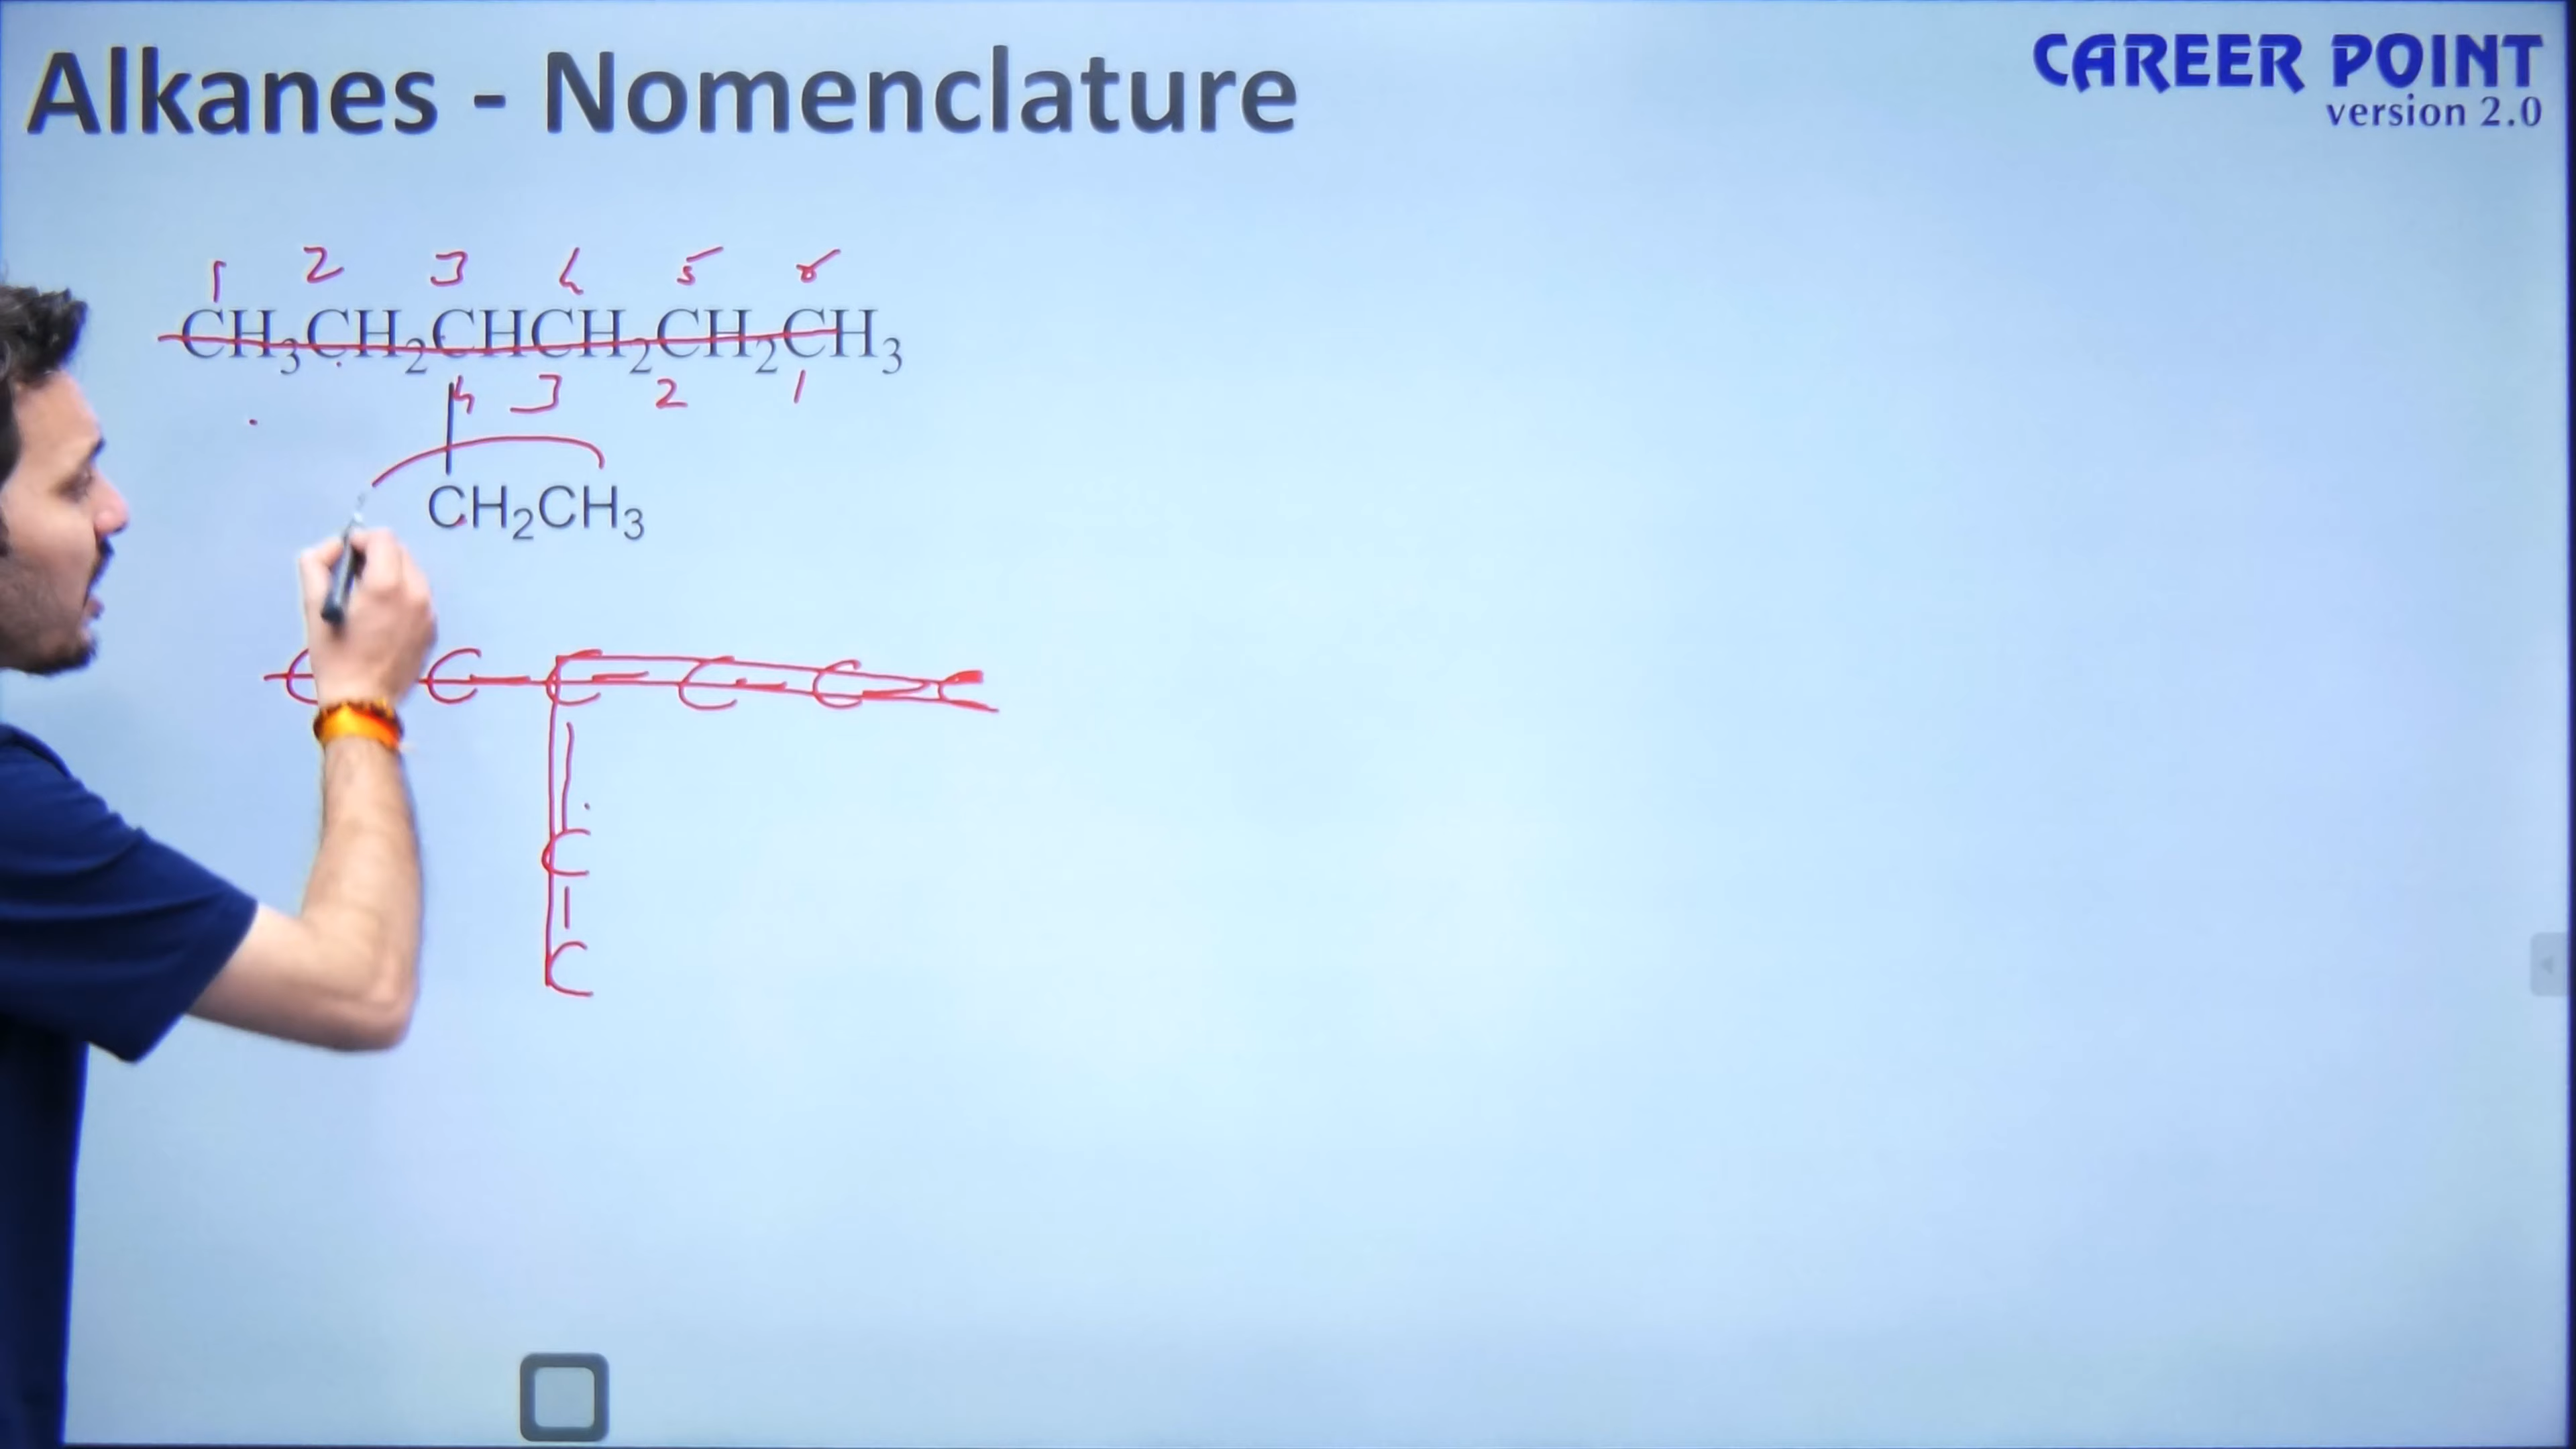 Alkanes - Nomenclature
CAREER POINT
version 2.0
1 2 3 4 5 6
CH₃CH₂CHCH₂CH₂CH₃
4 3 2 1
CH₂CH₃
C C C C C C
C
C